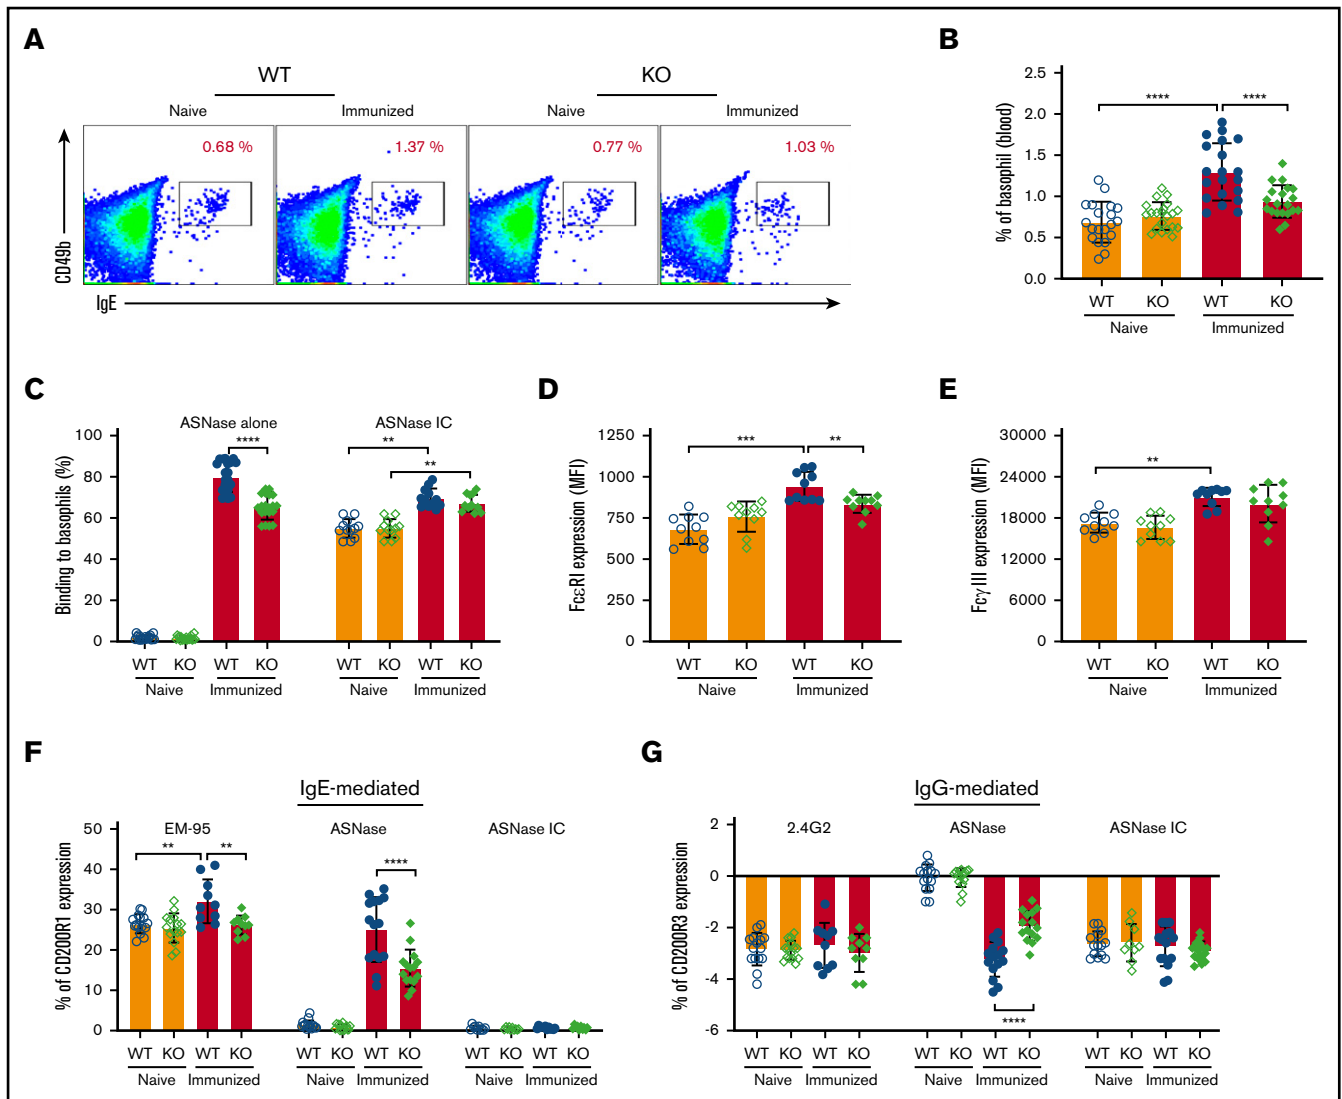 A
WT
KO
Naive
Immunized
Naive
Immunized
0.68 %
1.37 %
0.77 %
1.03 %
CD49b
IgE
B
% of basophil (blood)
2.5
2.0
1.5
1.0
0.5
0.0
****
****
WT
KO
WT
KO
Naive
Immunized
C
Binding to basophils (%)
ASNase alone
ASNase IC
100
80
60
40
20
0
****
**
**
WT
KO
WT
KO
WT
KO
WT
KO
Naive
Immunized
Naive
Immunized
D
FcεRI expression (MFI)
1250
1000
750
500
250
0
***
**
WT
KO
WT
KO
Naive
Immunized
E
FcγIII expression (MFI)
30000
24000
18000
12000
6000
0
**
WT
KO
WT
KO
Naive
Immunized
F
IgE-mediated
% of CD200R1 expression
EM-95
ASNase
ASNase IC
50
40
30
20
10
0
**
**
****
WT
KO
WT
KO
WT
KO
WT
KO
WT
KO
WT
KO
Naive
Immunized
Naive
Immunized
Naive
Immunized
G
IgG-mediated
% of CD200R3 expression
2.4G2
ASNase
ASNase IC
2
0
-2
-4
-6
****
WT
KO
WT
KO
WT
KO
WT
KO
WT
KO
WT
KO
Naive
Immunized
Naive
Immunized
Naive
Immunized